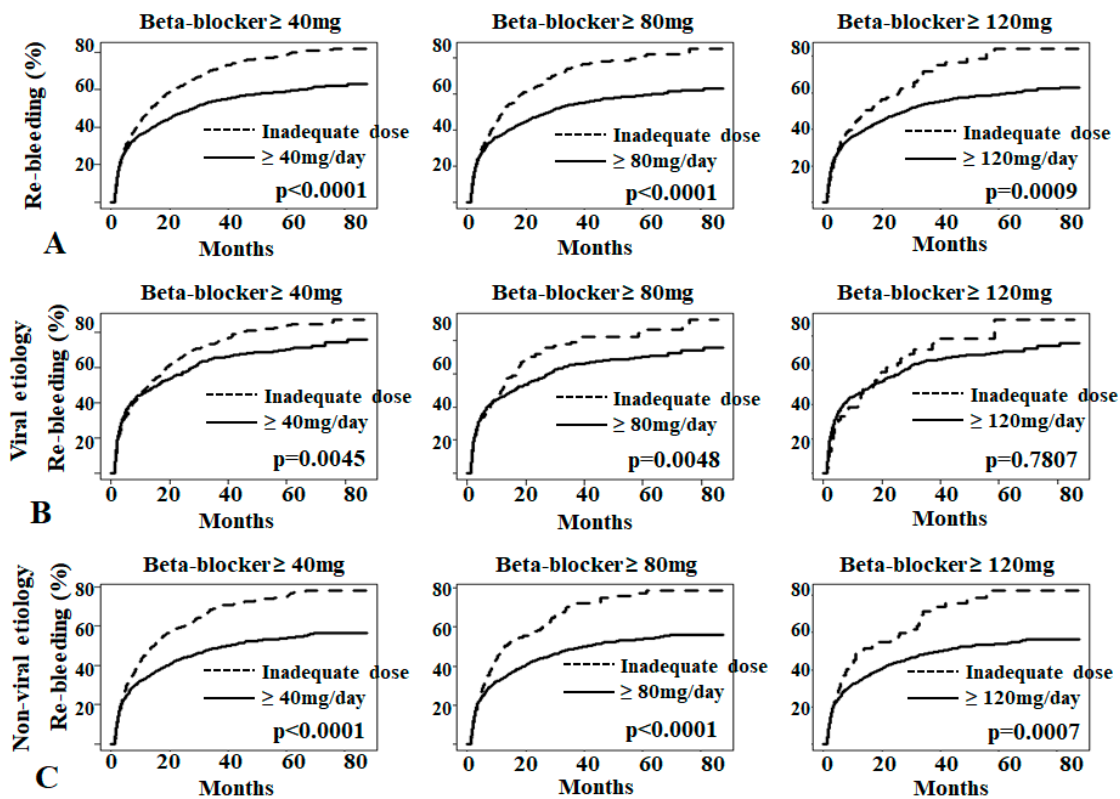 Beta-blocker ≥ 40mg
Beta-blocker ≥ 80mg
Beta-blocker ≥ 120mg
Re-bleeding (%)
80
60
40
20
Inadequate dose
≥ 40mg/day
p<0.0001
0 20 40 60 80
Months
80
60
40
20
Inadequate dose
≥ 80mg/day
p<0.0001
0 20 40 60 80
Months
80
60
40
20
Inadequate dose
≥ 120mg/day
p=0.0009
0 20 40 60 80
Months
A
Beta-blocker ≥ 40mg
Beta-blocker ≥ 80mg
Beta-blocker ≥ 120mg
Viral etiology
Re-bleeding (%)
80
60
40
20
Inadequate dose
≥ 40mg/day
p=0.0045
0 20 40 60 80
Months
80
60
40
20
Inadequate dose
≥ 80mg/day
p=0.0048
0 20 40 60 80
Months
80
60
40
20
Inadequate dose
≥ 120mg/day
p=0.7807
0 20 40 60 80
Months
B
Beta-blocker ≥ 40mg
Beta-blocker ≥ 80mg
Beta-blocker ≥ 120mg
Non-viral etiology
Re-bleeding (%)
80
60
40
20
Inadequate dose
≥ 40mg/day
p<0.0001
0 20 40 60 80
Months
80
60
40
20
Inadequate dose
≥ 80mg/day
p<0.0001
0 20 40 60 80
Months
80
60
40
20
Inadequate dose
≥ 120mg/day
p=0.0007
0 20 40 60 80
Months
C